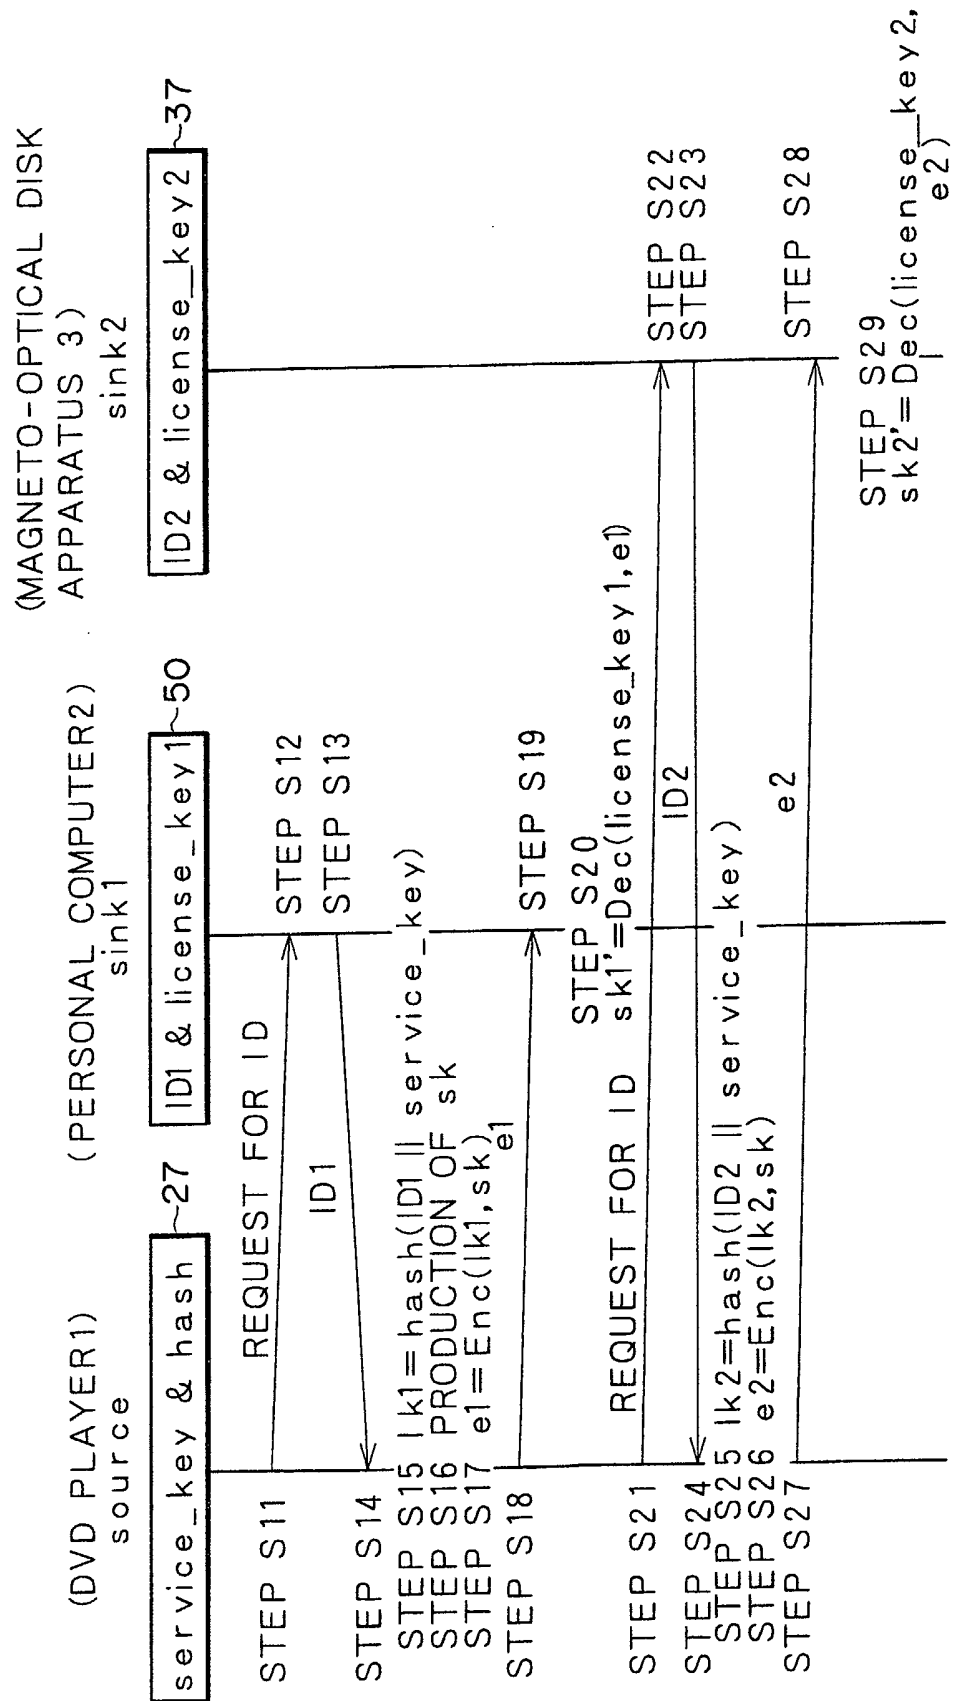 (DVD PLAYER1)
source
service_key & hash ~27
(PERSONAL COMPUTER2)
sink1
ID1 & license_key1 ~50
(MAGNETO-OPTICAL DISK
APPARATUS 3)
sink2
ID2 & license_key2 ~37
STEP S11
REQUEST FOR ID
STEP S12
STEP S13
ID1
STEP S14
STEP S15 lk1=hash(ID1 || service_key)
STEP S16 PRODUCTION OF sk
STEP S17 e1=Enc(lk1,sk)
STEP S18
e1
STEP S19
STEP S20
sk1'=Dec(license_key1,e1)
STEP S21
REQUEST FOR ID
STEP S22
STEP S23
ID2
STEP S24
STEP S25 lk2=hash(ID2 || service_key)
STEP S26 e2=Enc(lk2,sk)
STEP S27
e2
STEP S28
STEP S29
sk2'=Dec(license_key2,
e2)